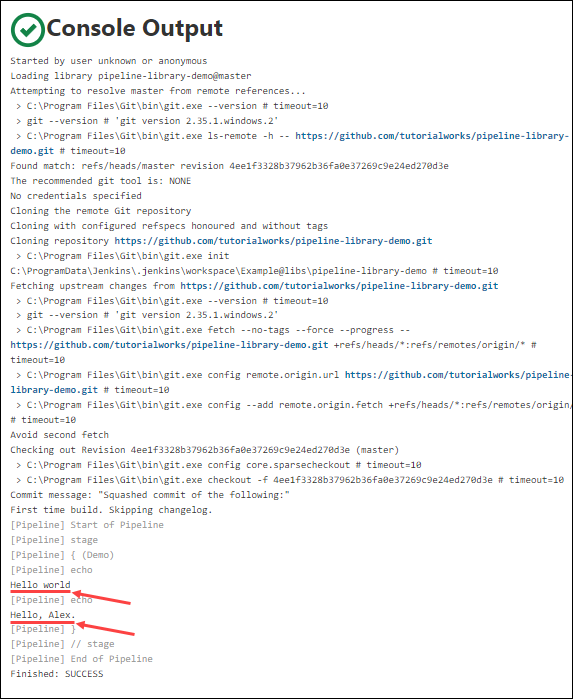 Console Output
Started by user unknown or anonymous
Loading library pipeline-library-demo@master
Attempting to resolve master from remote references...
> C:\Program Files\Git\bin\git.exe --version # timeout=10
> git --version # 'git version 2.35.1.windows.2'
> C:\Program Files\Git\bin\git.exe ls-remote -h -- https://github.com/tutorialworks/pipeline-library-
demo.git # timeout=10
Found match: refs/heads/master revision 4ee1f3328b37962b36fa0e37269c9e24ed270d3e
The recommended git tool is: NONE
No credentials specified
Cloning the remote Git repository
Cloning with configured refspecs honoured and without tags
Cloning repository https://github.com/tutorialworks/pipeline-library-demo.git
> C:\Program Files\Git\bin\git.exe init
C:\ProgramData\Jenkins\.jenkins\workspace\Example@libs\pipeline-library-demo # timeout=10
Fetching upstream changes from https://github.com/tutorialworks/pipeline-library-demo.git
> C:\Program Files\Git\bin\git.exe --version # timeout=10
> git --version # 'git version 2.35.1.windows.2'
> C:\Program Files\Git\bin\git.exe fetch --no-tags --force --progress --
https://github.com/tutorialworks/pipeline-library-demo.git +refs/heads/*:refs/remotes/origin/* #
timeout=10
> C:\Program Files\Git\bin\git.exe config remote.origin.url https://github.com/tutorialworks/pipeline-
library-demo.git # timeout=10
> C:\Program Files\Git\bin\git.exe config --add remote.origin.fetch +refs/heads/*:refs/remotes/origin/
# timeout=10
Avoid second fetch
Checking out Revision 4ee1f3328b37962b36fa0e37269c9e24ed270d3e (master)
> C:\Program Files\Git\bin\git.exe config core.sparsecheckout # timeout=10
> C:\Program Files\Git\bin\git.exe checkout -f 4ee1f3328b37962b36fa0e37269c9e24ed270d3e # timeout=10
Commit message: "Squashed commit of the following:"
First time build. Skipping changelog.
[Pipeline] Start of Pipeline
[Pipeline] stage
[Pipeline] { (Demo)
[Pipeline] echo
Hello world
[Pipeline] echo
Hello, Alex.
[Pipeline] }
[Pipeline] // stage
[Pipeline] End of Pipeline
Finished: SUCCESS